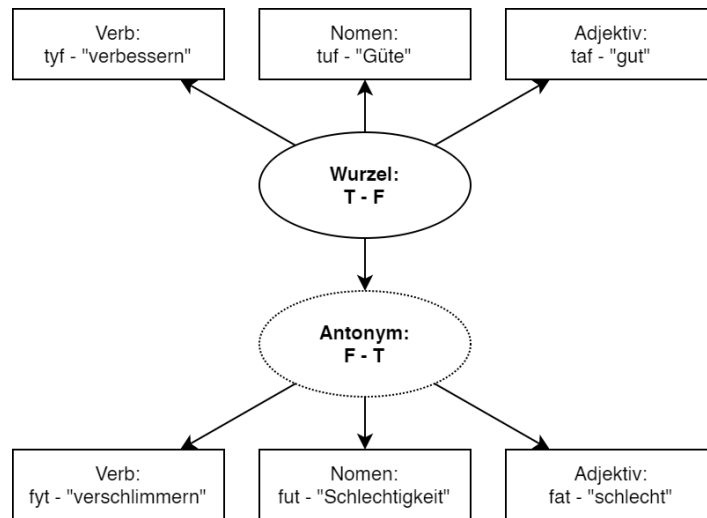 Verb:
tyf - "verbessern"
Nomen:
tuf - "Güte"
Adjektiv:
taf - "gut"
Wurzel:
T - F
Antonym:
F - T
Verb:
fyt - "verschlimmern"
Nomen:
fut - "Schlechtigkeit"
Adjektiv:
fat - "schlecht"